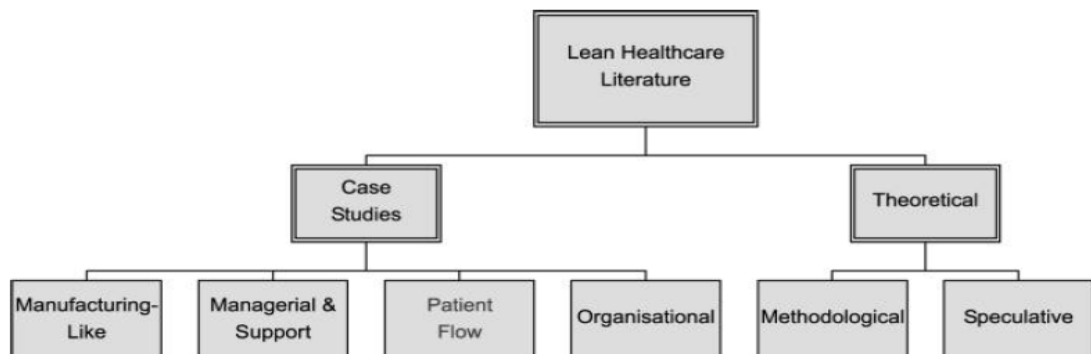 Lean Healthcare
Literature
Case
Studies
Theoretical
Manufacturing-
Like
Managerial &
Support
Patient
Flow
Organisational
Methodological
Speculative